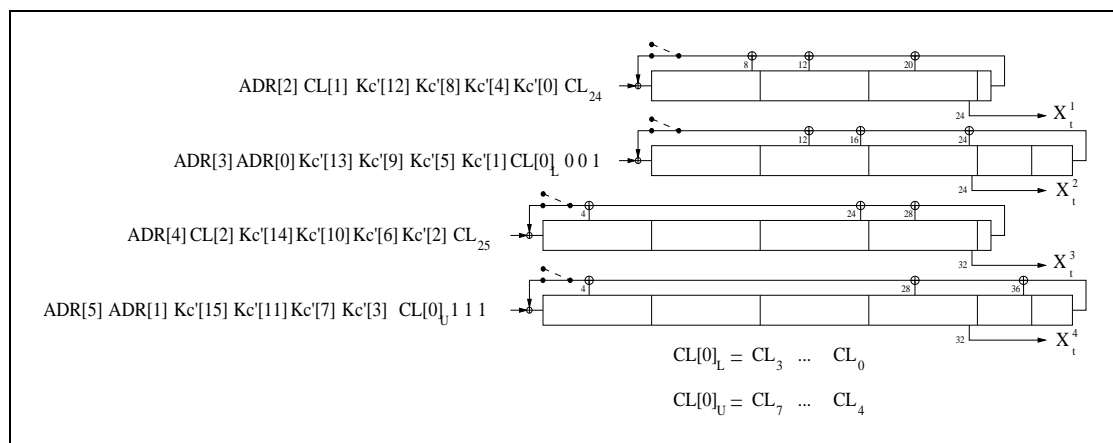 8 12 20
ADR[2] CL[1] Kc'[12] Kc'[8] Kc'[4] Kc'[0] CL24
24 X1t
12 16 24
ADR[3] ADR[0] Kc'[13] Kc'[9] Kc'[5] Kc'[1] CL[0]L 0 0 1
24 X2t
4 24 28
ADR[4] CL[2] Kc'[14] Kc'[10] Kc'[6] Kc'[2] CL25
32 X3t
4 28 36
ADR[5] ADR[1] Kc'[15] Kc'[11] Kc'[7] Kc'[3] CL[0]U 1 1 1
32 X4t
CL[0]L = CL3 ... CL0
CL[0]U = CL7 ... CL4